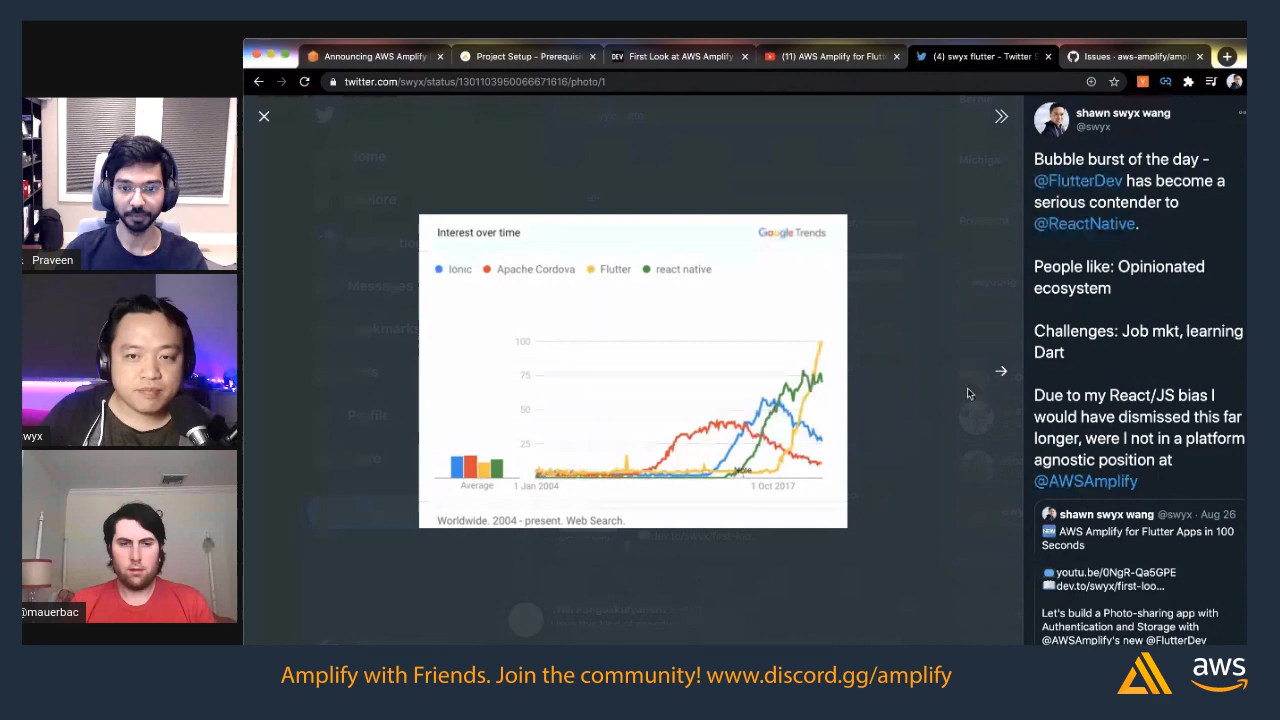 Announcing AWS Amplify
Project Setup - Prerequisi
DEV First Look at AWS Amplify
(11) AWS Amplify for Flutt
(4) swyx flutter - Twitter S
Issues · aws-amplify/ampl
twitter.com/swyx/status/1301103950066671616/photo/1
Praveen
wyx
@mauerbac
Interest over time
Google Trends
Ionic
Apache Cordova
Flutter
react native
100
75
50
25
Note
Average
1 Jan 2004
1 Oct 2017
Worldwide. 2004 - present. Web Search.
shawn swyx wang
@swyx
Bubble burst of the day -
@FlutterDev has become a
serious contender to
@ReactNative.
People like: Opinionated
ecosystem
Challenges: Job mkt, learning
Dart
Due to my React/JS bias I
would have dismissed this far
longer, were I not in a platform
agnostic position at
@AWSAmplify
shawn swyx wang @swyx · Aug 26
NEW AWS Amplify for Flutter Apps in 100
Seconds
youtu.be/0NgR-Qa5GPE
dev.to/swyx/first-loo...
Let's build a Photo-sharing app with
Authentication and Storage with
@AWSAmplify's new @FlutterDev
Amplify with Friends. Join the community! www.discord.gg/amplify
aws